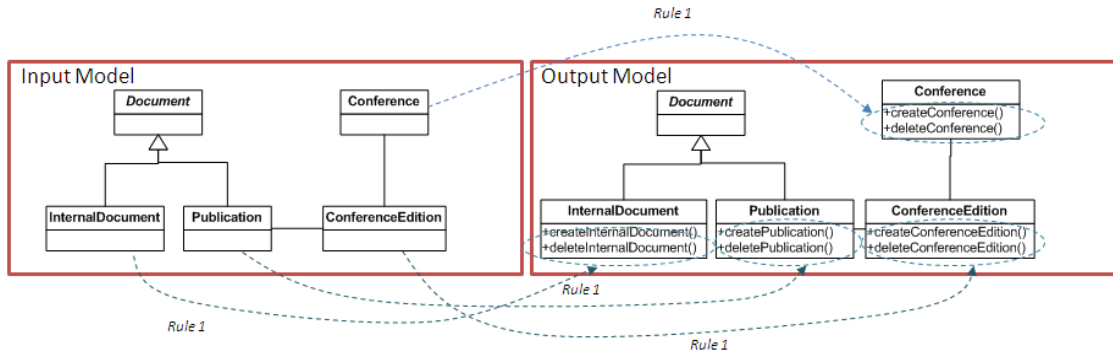 Rule 1
Input Model
Document
Conference
InternalDocument
Publication
ConferenceEdition
Output Model
Document
Conference
+createConference()
+deleteConference()
InternalDocument
+createInternalDocument()
+deleteInternalDocument()
Publication
+createPublication()
+deletePublication()
ConferenceEdition
+createConferenceEdition()
+deleteConferenceEdition()
Rule 1
Rule 1
Rule 1